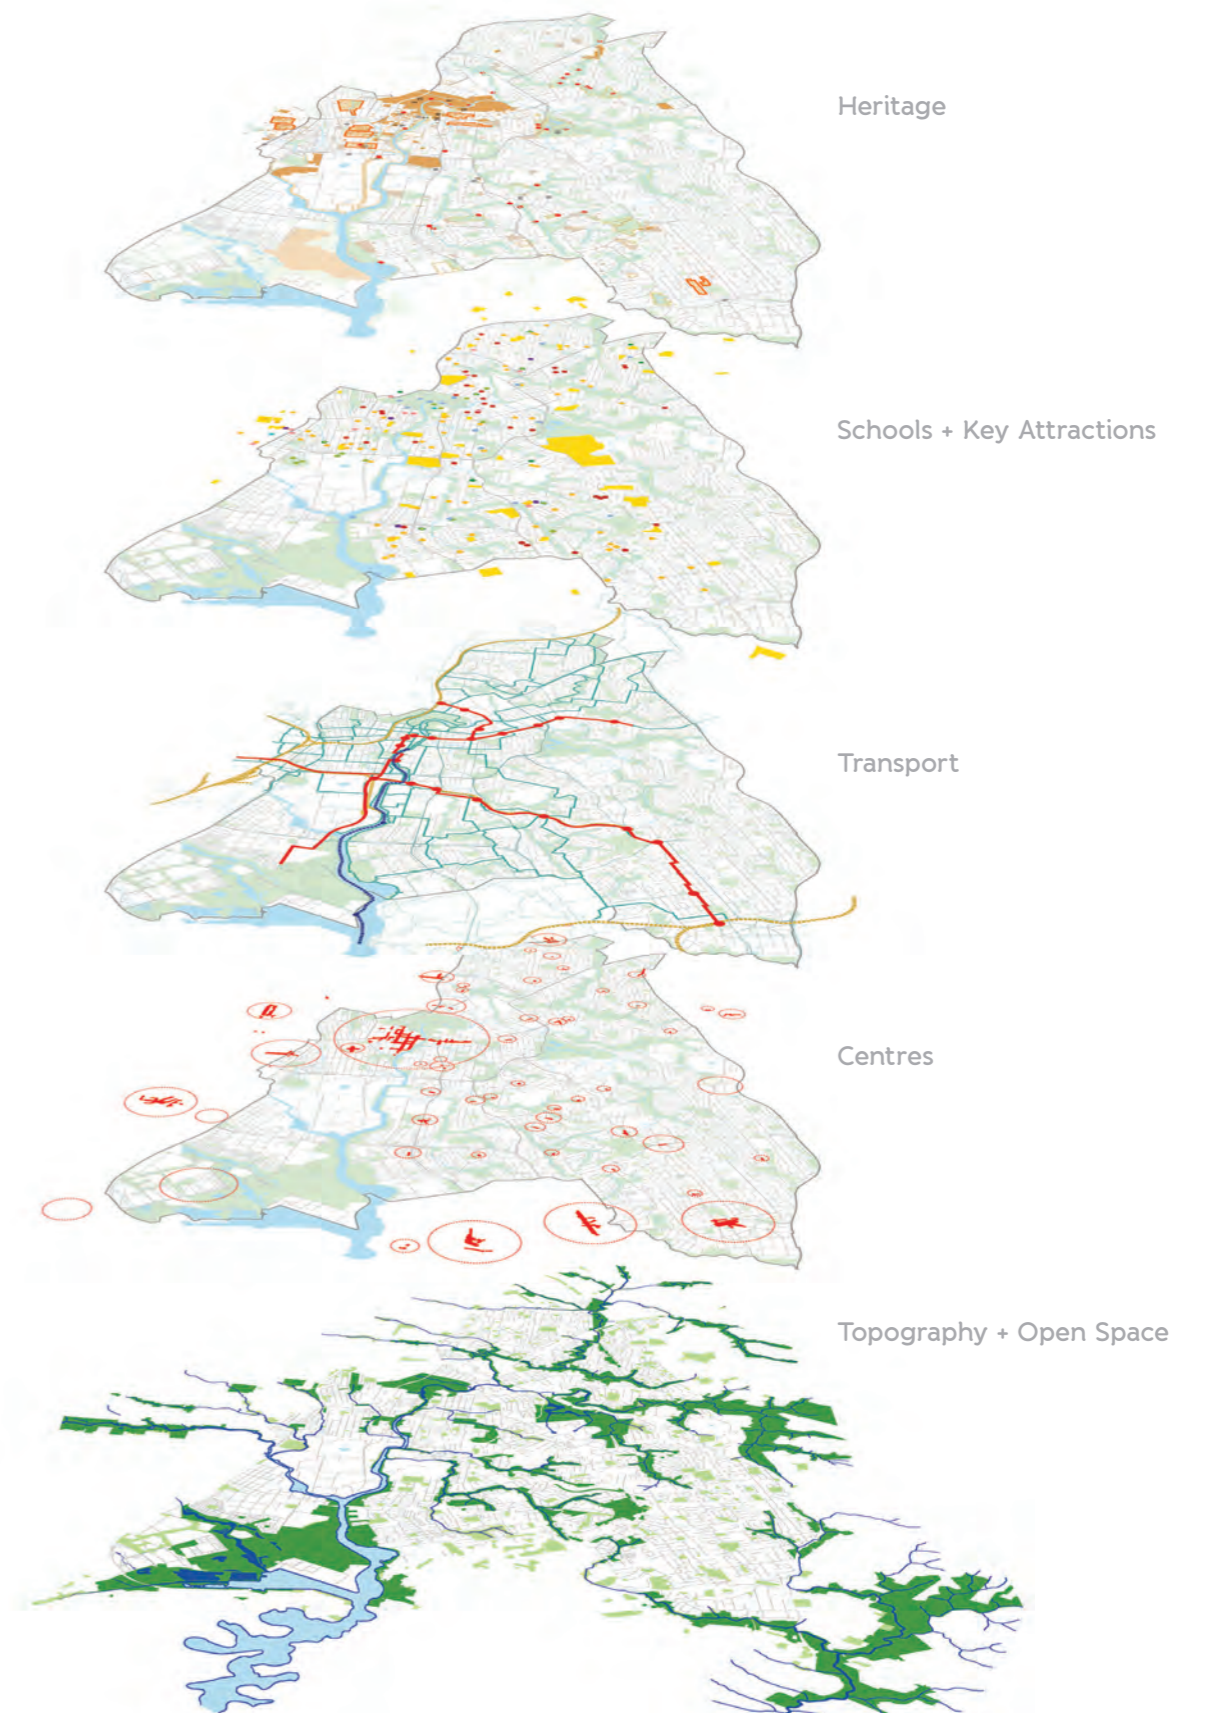 Heritage
Schools + Key Attractions
Transport
Centres
Topography + Open Space